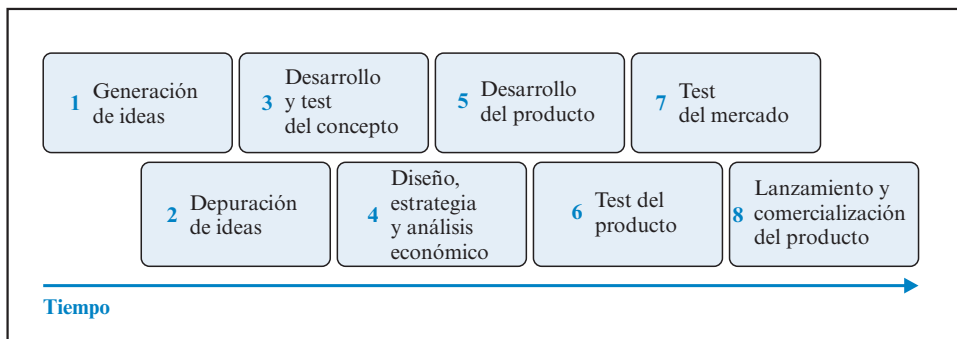 1 Generación
de ideas
2 Depuración
de ideas
3 Desarrollo
y test
del concepto
4 Diseño,
estrategia
y análisis
económico
5 Desarrollo
del producto
6 Test del
producto
7 Test
del mercado
8 Lanzamiento y
comercialización
del producto
Tiempo